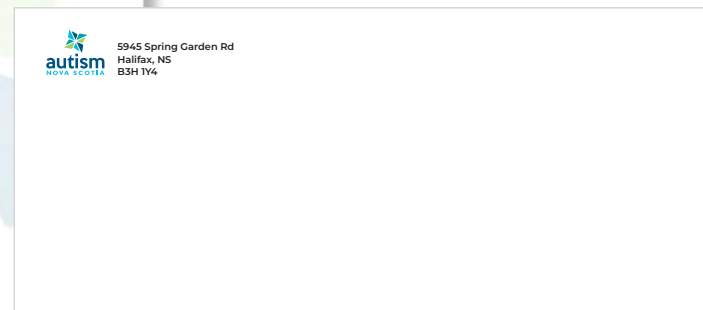 autism
NOVA SCOTIA
5945 Spring Garden Rd
Halifax, NS
B3H 1Y4